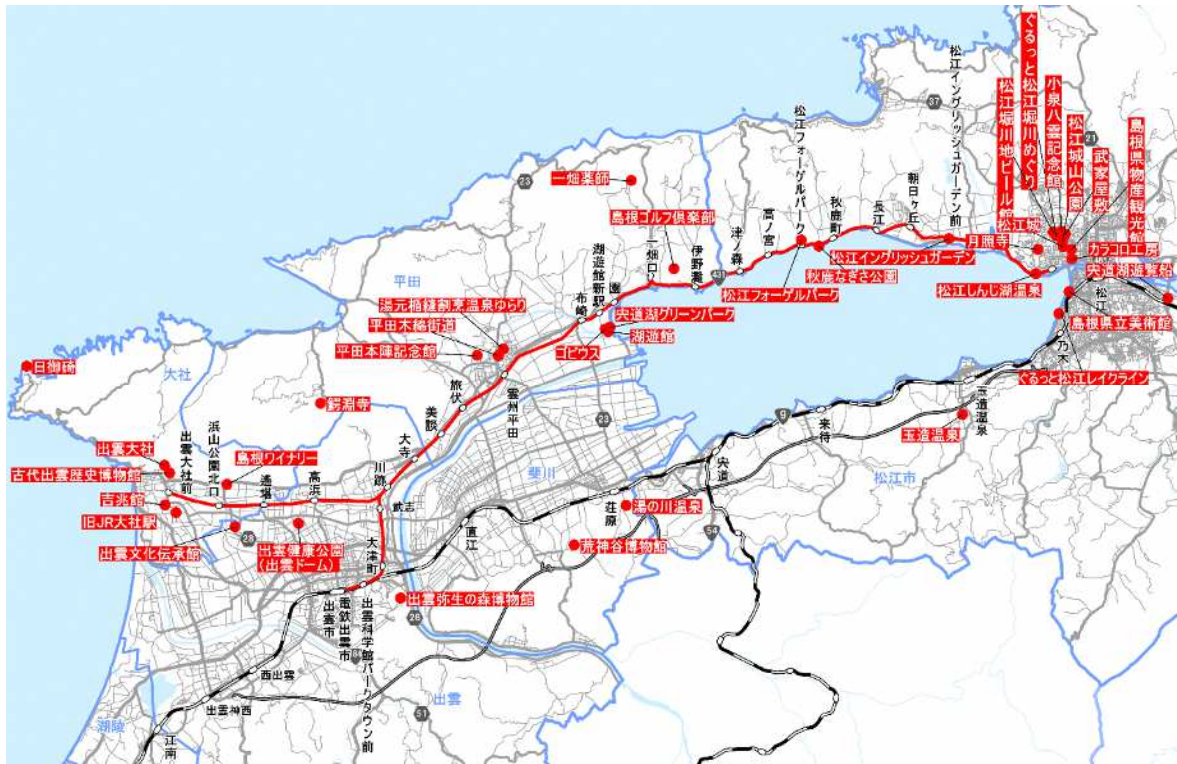 ぐるっと松江堀川めぐり
松江堀川地ビール館
小泉八雲記念館
松江城山公園
武家屋敷
島根県物産観光館
松江イングリッシュガーデン前
37
21
松江フォーゲルパーク
朝日ヶ丘
秋鹿町
長江
高ノ宮
津ノ森
松江城
月照寺
カラコロ工房
宍道湖遊覧船
松江しんじ湖温泉
松江
島根県立美術館
乃木
ぐるっと松江レイクライン
松江イングリッシュガーデン
秋鹿なぎさ公園
松江フォーゲルパーク
23
一畑薬師
島根ゴルフ倶楽部
一畑口
伊野灘
431
湖遊館新駅
園
布崎
平田
湯元楯縫割烹温泉ゆらり
平田木綿街道
平田本陣記念館
宍道湖グリーンパーク
湖遊館
ゴビウス
日御碕
大社
鰐淵寺
旅伏
美談
雲州平田
大寺
川跡
武志
23
斐川
9
来待
玉造温泉
玉造温泉
宍道
松江市
出雲大社
古代出雲歴史博物館
吉兆館
旧JR大社駅
出雲文化伝承館
出雲大社前
浜山公園北口
島根ワイナリー
遙堪
高浜
28
出雲健康公園
(出雲ドーム)
大津町
直江
荘原
湯の川温泉
荒神谷博物館
54
出雲弥生の森博物館
26
出雲市
電鉄出雲市
出雲科学館パークタウン前
西出雲
出雲神西
出雲
51
湖陵
江南